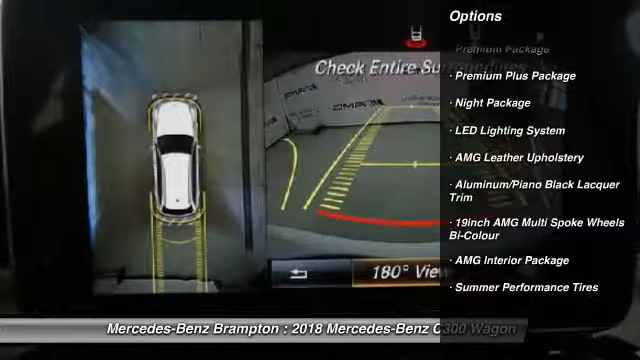 Options
Premium Package
Check Entire
· Premium Plus Package
· Night Package
· LED Lighting System
· AMG Leather Upholstery
· Aluminum/Piano Black Lacquer
Trim
· 19inch AMG Multi Spoke Wheels
Bi-Colour
· AMG Interior Package
180° View
· Summer Performance Tires
Mercedes-Benz Brampton : 2018 Mercedes-Benz C300 Wagon